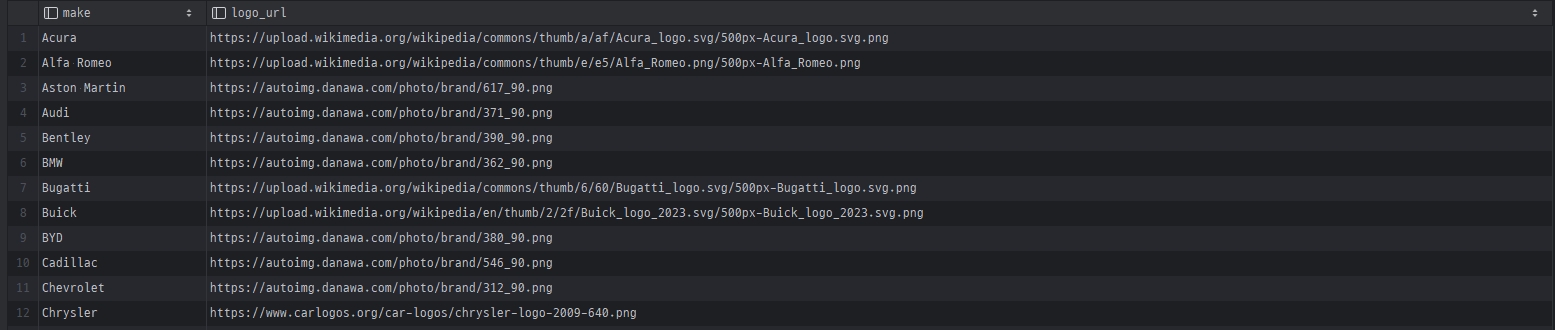 make logo_url
1 Acura https://upload.wikimedia.org/wikipedia/commons/thumb/a/af/Acura_logo.svg/500px-Acura_logo.svg.png
2 Alfa Romeo https://upload.wikimedia.org/wikipedia/commons/thumb/e/e5/Alfa_Romeo.png/500px-Alfa_Romeo.png
3 Aston Martin https://autoimg.danawa.com/photo/brand/617_90.png
4 Audi https://autoimg.danawa.com/photo/brand/371_90.png
5 Bentley https://autoimg.danawa.com/photo/brand/390_90.png
6 BMW https://autoimg.danawa.com/photo/brand/362_90.png
7 Bugatti https://upload.wikimedia.org/wikipedia/commons/thumb/6/60/Bugatti_logo.svg/500px-Bugatti_logo.svg.png
8 Buick https://upload.wikimedia.org/wikipedia/en/thumb/2/2f/Buick_logo_2023.svg/500px-Buick_logo_2023.svg.png
9 BYD https://autoimg.danawa.com/photo/brand/380_90.png
10 Cadillac https://autoimg.danawa.com/photo/brand/546_90.png
11 Chevrolet https://autoimg.danawa.com/photo/brand/312_90.png
12 Chrysler https://www.carlogos.org/car-logos/chrysler-logo-2009-640.png